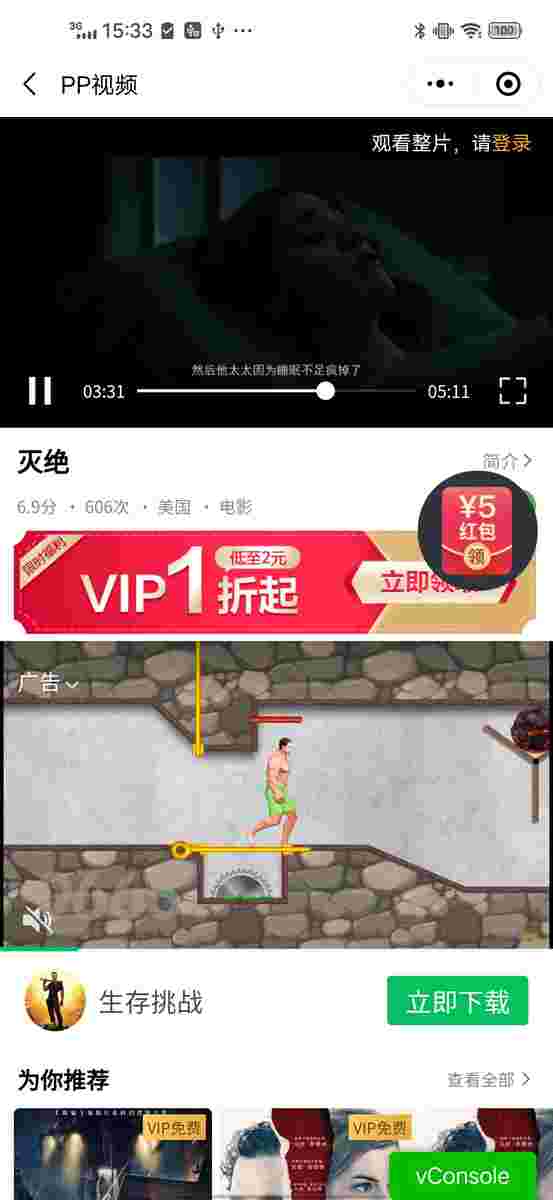 3G 15:33 100
PP视频
观看整片，请登录
然后他太太因为睡眠不足疯掉了
03:31 05:11
灭绝
简介
6.9分 · 606次 · 美国 · 电影
¥5
红包
领
限时福利
VIP1折起
低至2元
立即领
广告
生存挑战
立即下载
为你推荐
查看全部
VIP免费
VIP免费
vConsole